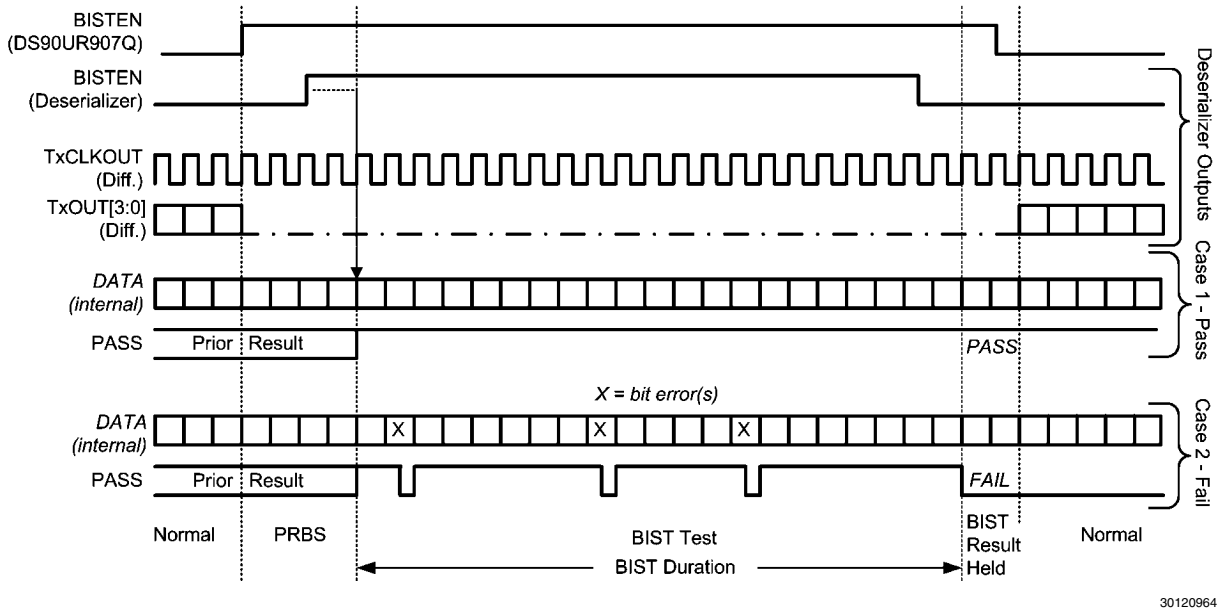 BISTEN
(DS90UR907Q)
BISTEN
(Deserializer)
TxCLKOUT
(Diff.)
TxOUT[3:0]
(Diff.)
Deserializer Outputs
DATA
(internal)
PASS
Prior Result
PASS
Case 1 - Pass
X = bit error(s)
DATA
(internal)
X
X
X
PASS
Prior Result
FAIL
Case 2 - Fail
Normal
PRBS
BIST Test
BIST Duration
BIST
Result
Held
Normal
30120964